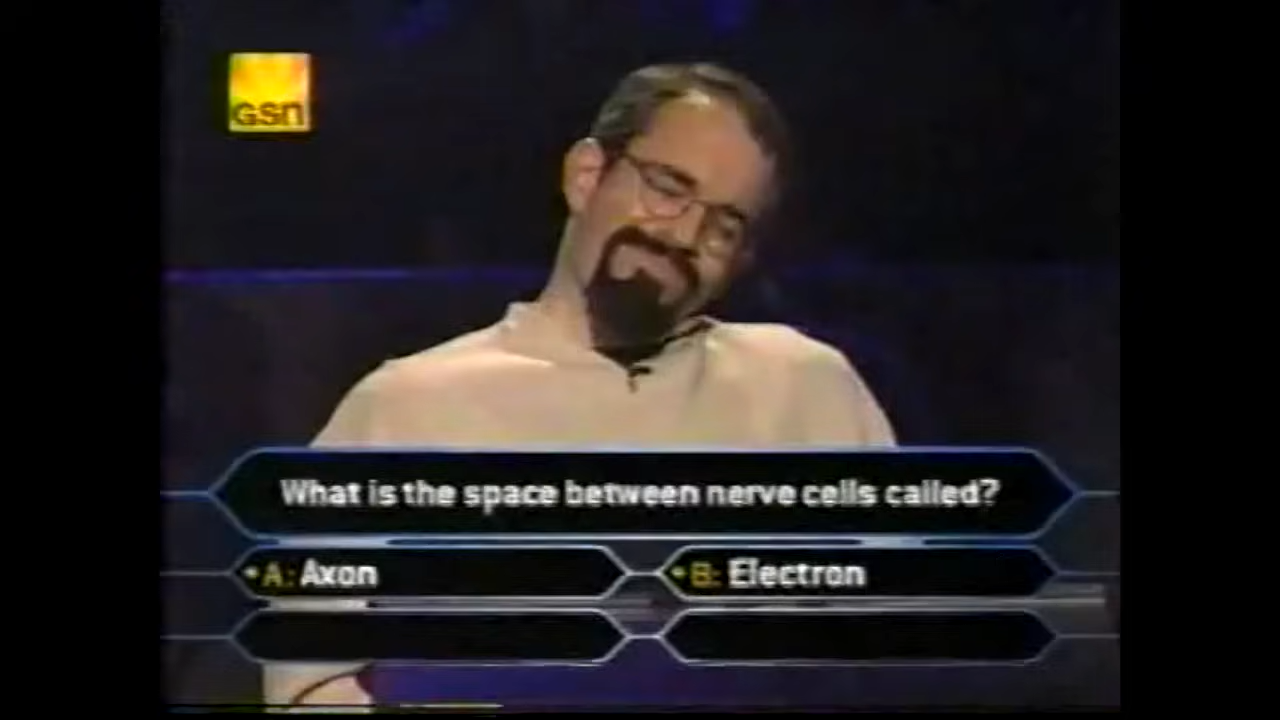 GSN
What is the space between nerve cells called?
A: Axon
B: Electron